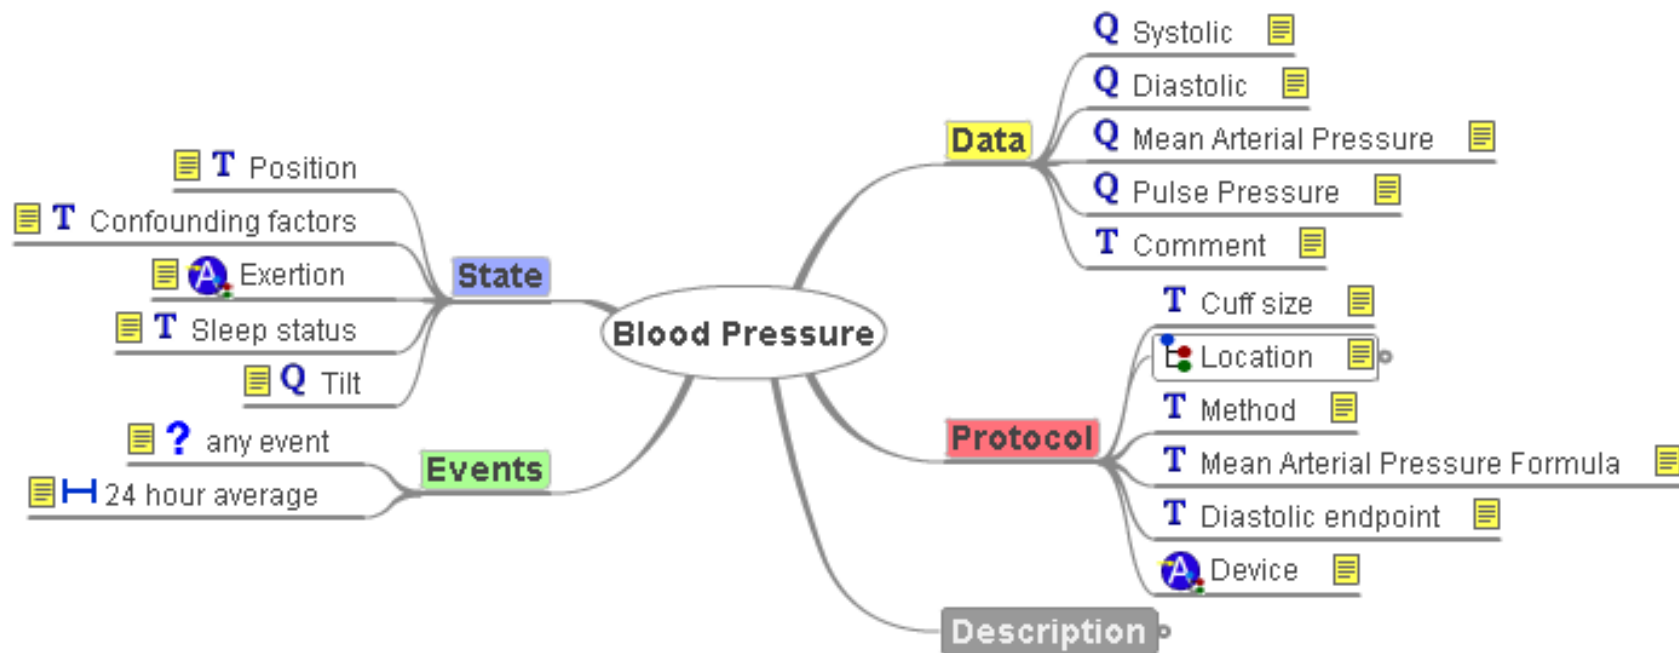 Q Systolic
Q Diastolic
Data
Q Mean Arterial Pressure
Q Pulse Pressure
T Comment
T Position
T Confounding factors
A Exertion
State
T Sleep status
Q Tilt
Blood Pressure
? any event
Events
24 hour average
T Cuff size
Location
T Method
Protocol
T Mean Arterial Pressure Formula
T Diastolic endpoint
A Device
Description